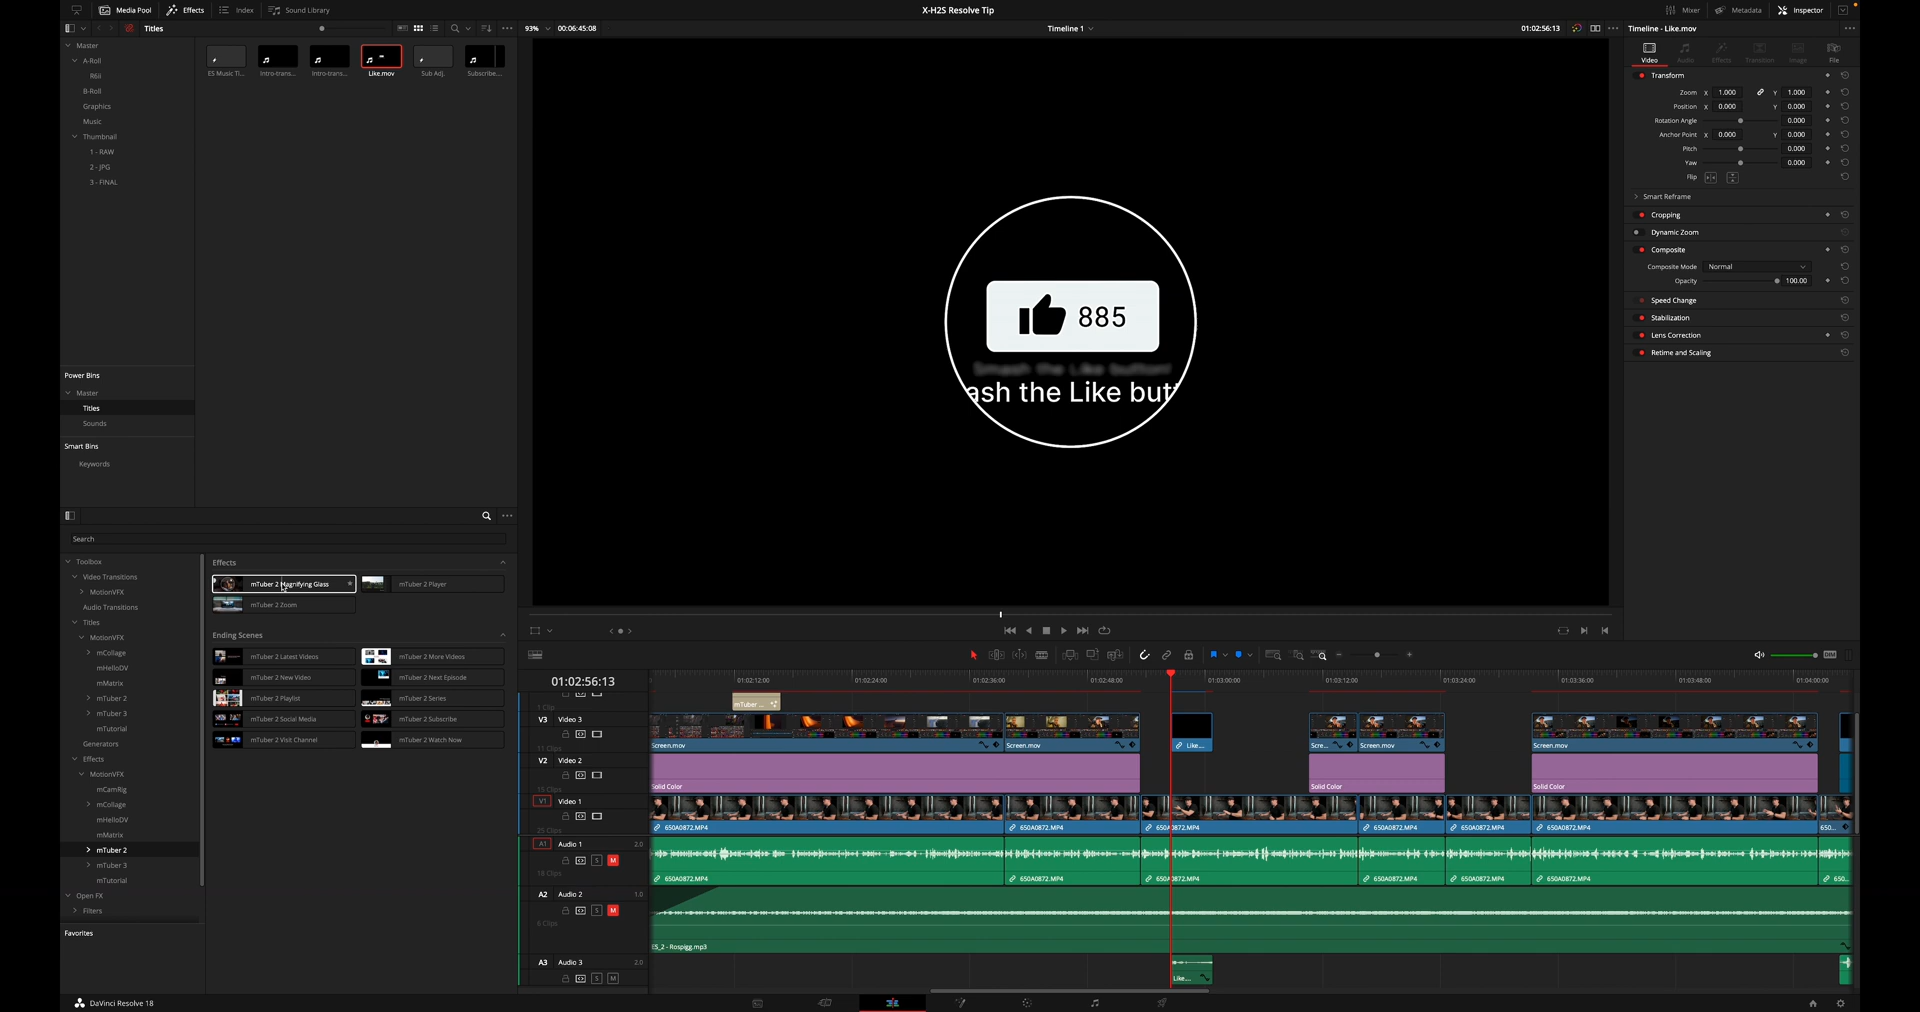 Media Pool
Effects
Index
Sound Library
X-H2S Resolve Tip
Mixer
Metadata
Inspector
Titles
93%
00:06:45:08
Timeline 1
01:02:56:13
Timeline - Like.mov
Master
A-Roll
R6ii
B-Roll
Graphics
Music
Thumbnail
1 - RAW
2 - JPG
3 - FINAL
ES Music Ti...
Intro-trans...
Intro-trans...
Like.mov
Sub Adj.
Subscribe....
885
Smash the Like button!
ash the Like but
Video
Audio
Effects
Transition
Image
File
Transform
Zoom X 1.000 Y 1.000
Position X 0.000 Y 0.000
Rotation Angle 0.000
Anchor Point X 0.000 Y 0.000
Pitch 0.000
Yaw 0.000
Flip
Smart Reframe
Cropping
Dynamic Zoom
Composite
Composite Mode Normal
Opacity 100.00
Speed Change
Stabilization
Lens Correction
Retime and Scaling
Power Bins
Master
Titles
Sounds
Smart Bins
Keywords
Search
Toolbox
Video Transitions
MotionVFX
Audio Transitions
Titles
MotionVFX
mCollage
mHelloDV
mMatrix
mTuber 2
mTuber 3
mTutorial
Generators
Effects
MotionVFX
mCamRig
mCollage
mHelloDV
mMatrix
mTuber 2
mTuber 3
mTutorial
Open FX
Filters
Favorites
Effects
mTuber 2 Magnifying Glass
mTuber 2 Player
mTuber 2 Zoom
Ending Scenes
mTuber 2 Latest Videos
mTuber 2 More Videos
mTuber 2 New Video
mTuber 2 Next Episode
mTuber 2 Playlist
mTuber 2 Series
mTuber 2 Social Media
mTuber 2 Subscribe
mTuber 2 Visit Channel
mTuber 2 Watch Now
DIM
01:02:56:13
01:02:12:00
01:02:24:00
01:02:36:00
01:02:48:00
01:03:00:00
01:03:12:00
01:03:24:00
01:03:36:00
01:03:48:00
01:04:00:00
1 Clip
mTuber ...
V3 Video 3
11 Clips
Screen.mov
Screen.mov
Like....
Scre...
Screen.mov
Screen.mov
V2 Video 2
15 Clips
Solid Color
Solid Color
Solid Color
V1 Video 1
25 Clips
650A0872.MP4
650A0872.MP4
650A0872.MP4
650A0872.MP4
650A0872.MP4
650A0872.MP4
650...
A1 Audio 1 2.0
S M
18 Clips
650A0872.MP4
650A0872.MP4
650A0872.MP4
650A0872.MP4
650A0872.MP4
650A0872.MP4
650...
A2 Audio 2 1.0
S M
6 Clips
ES_2 - Rospigg.mp3
A3 Audio 3 2.0
S M
Like....
DaVinci Resolve 18